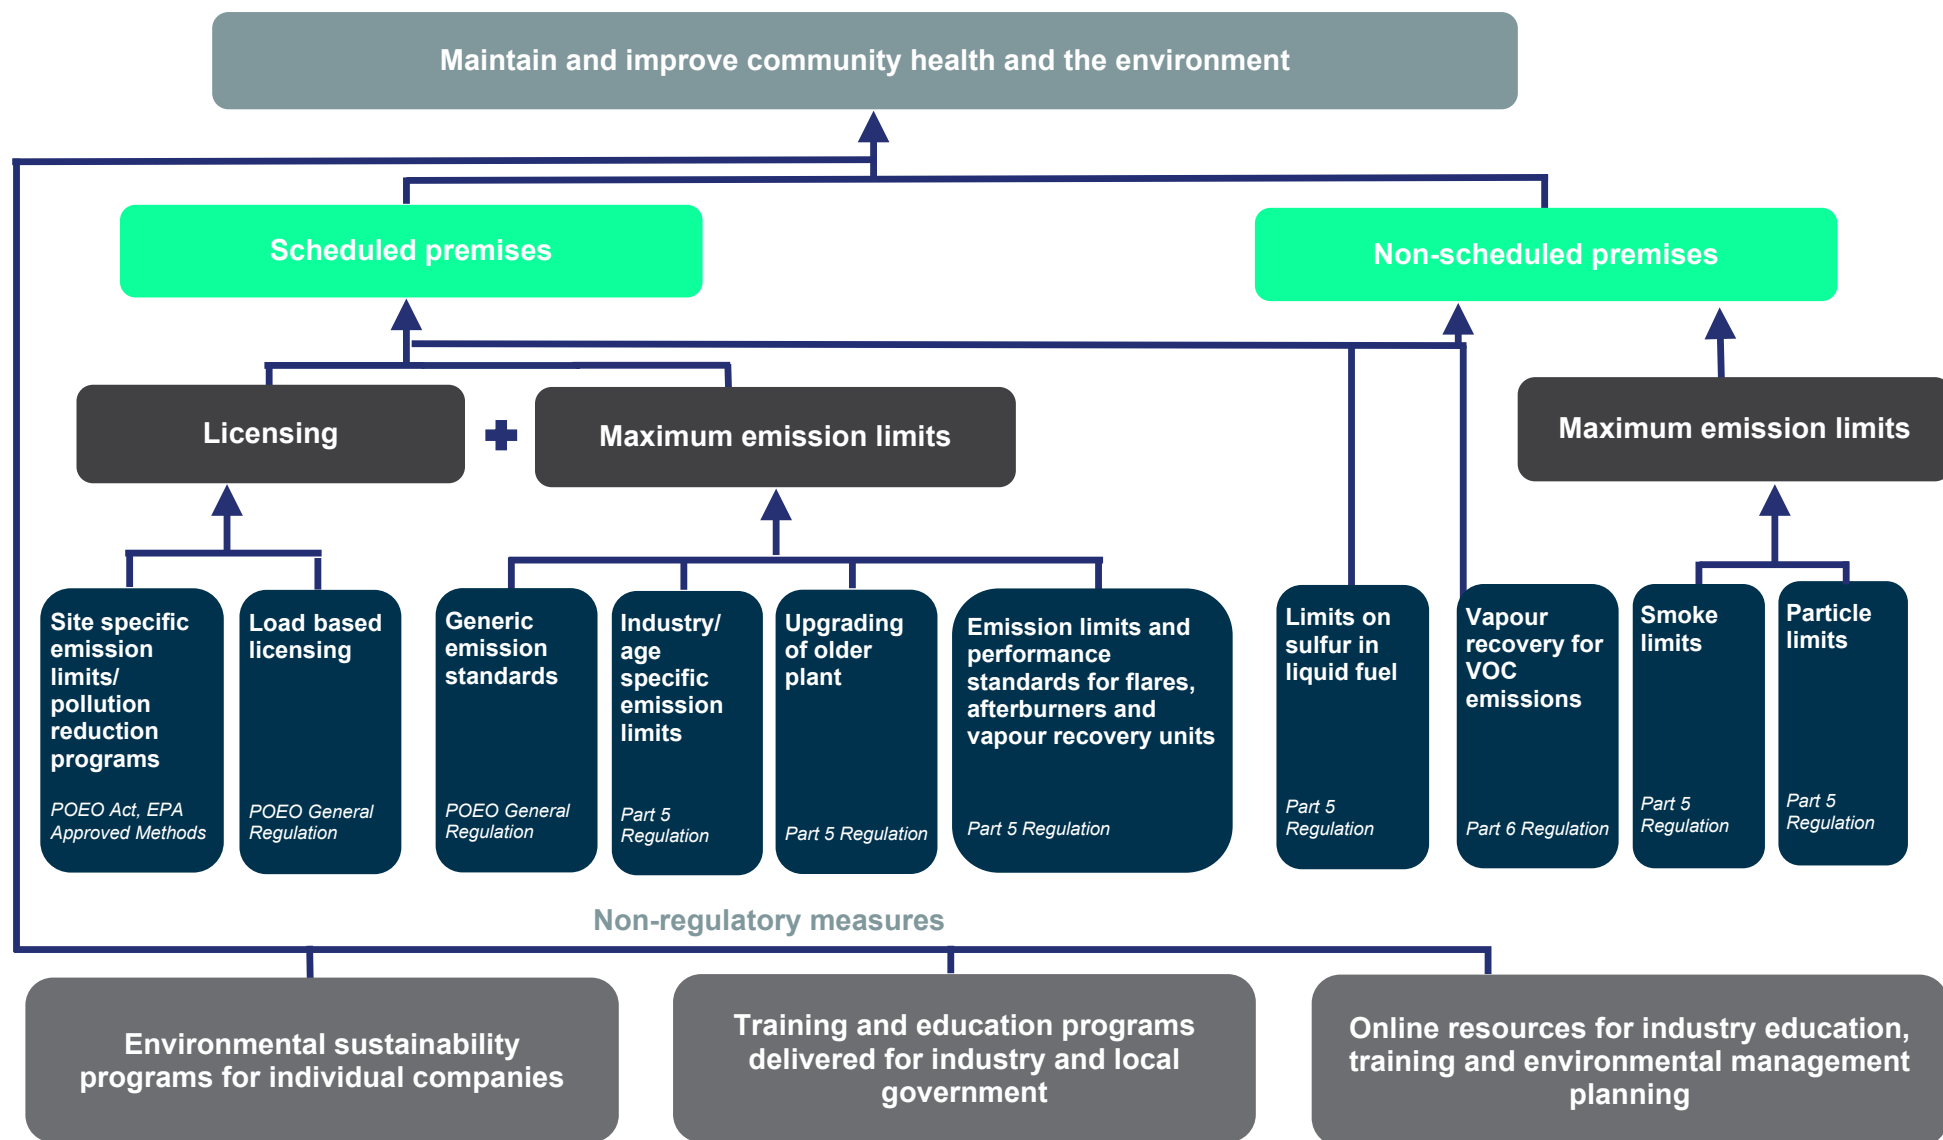 Maintain and improve community health and the environment
Scheduled premises
Non-scheduled premises
Licensing
Maximum emission limits
Maximum emission limits
Site specific
emission
limits/
pollution
reduction
programs
POEO Act, EPA
Approved Methods
Load based
licensing
POEO General
Regulation
Generic
emission
standards
POEO General
Regulation
Industry/
age
specific
emission
limits
Part 5
Regulation
Upgrading
of older
plant
Part 5 Regulation
Emission limits and
performance
standards for flares,
afterburners and
vapour recovery units
Part 5 Regulation
Limits on
sulfur in
liquid fuel
Part 5
Regulation
Vapour
recovery for
VOC
emissions
Part 6 Regulation
Smoke
limits
Part 5
Regulation
Particle
limits
Part 5
Regulation
Non-regulatory measures
Environmental sustainability
programs for individual companies
Training and education programs
delivered for industry and local
government
Online resources for industry education,
training and environmental management
planning